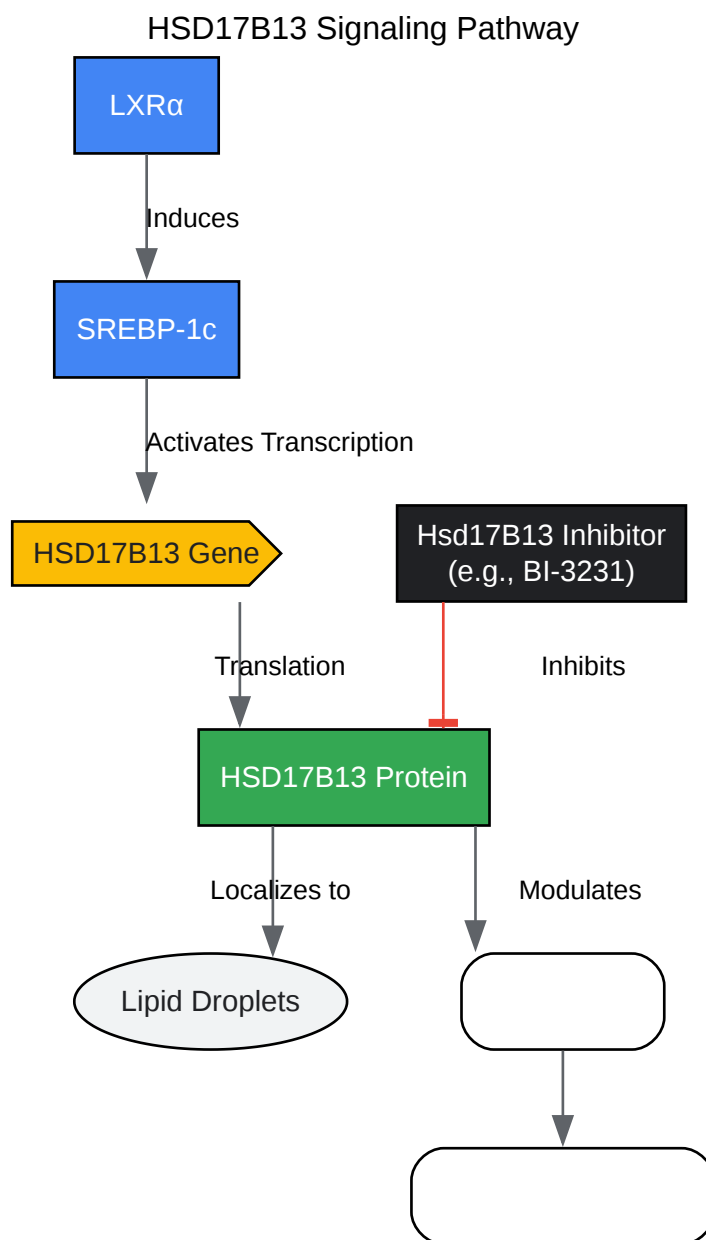 HSD17B13 Signaling Pathway
LXRα
Induces
SREBP-1c
Activates Transcription
HSD17B13 Gene
Hsd17B13 Inhibitor
(e.g., BI-3231)
Translation
Inhibits
HSD17B13 Protein
Localizes to
Modulates
Lipid Droplets